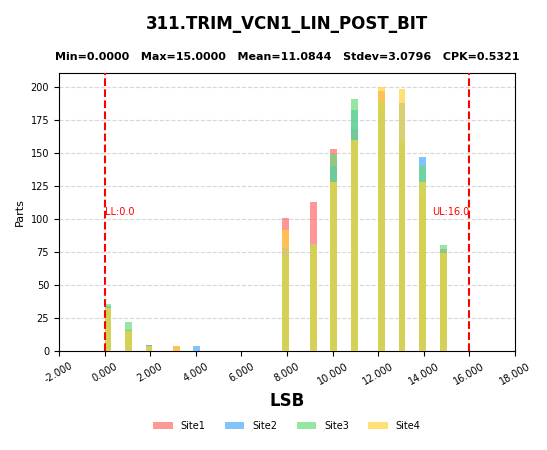 311.TRIM_VCN1_LIN_POST_BIT
Min=0.0000 Max=15.0000 Mean=11.0844 Stdev=3.0796 CPK=0.5321
Parts
200
175
150
125
100
75
50
25
0
LL:0.0
UL:16.0
-2.000 0.000 2.000 4.000 6.000 8.000 10.000 12.000 14.000 16.000 18.000
LSB
Site1 Site2 Site3 Site4